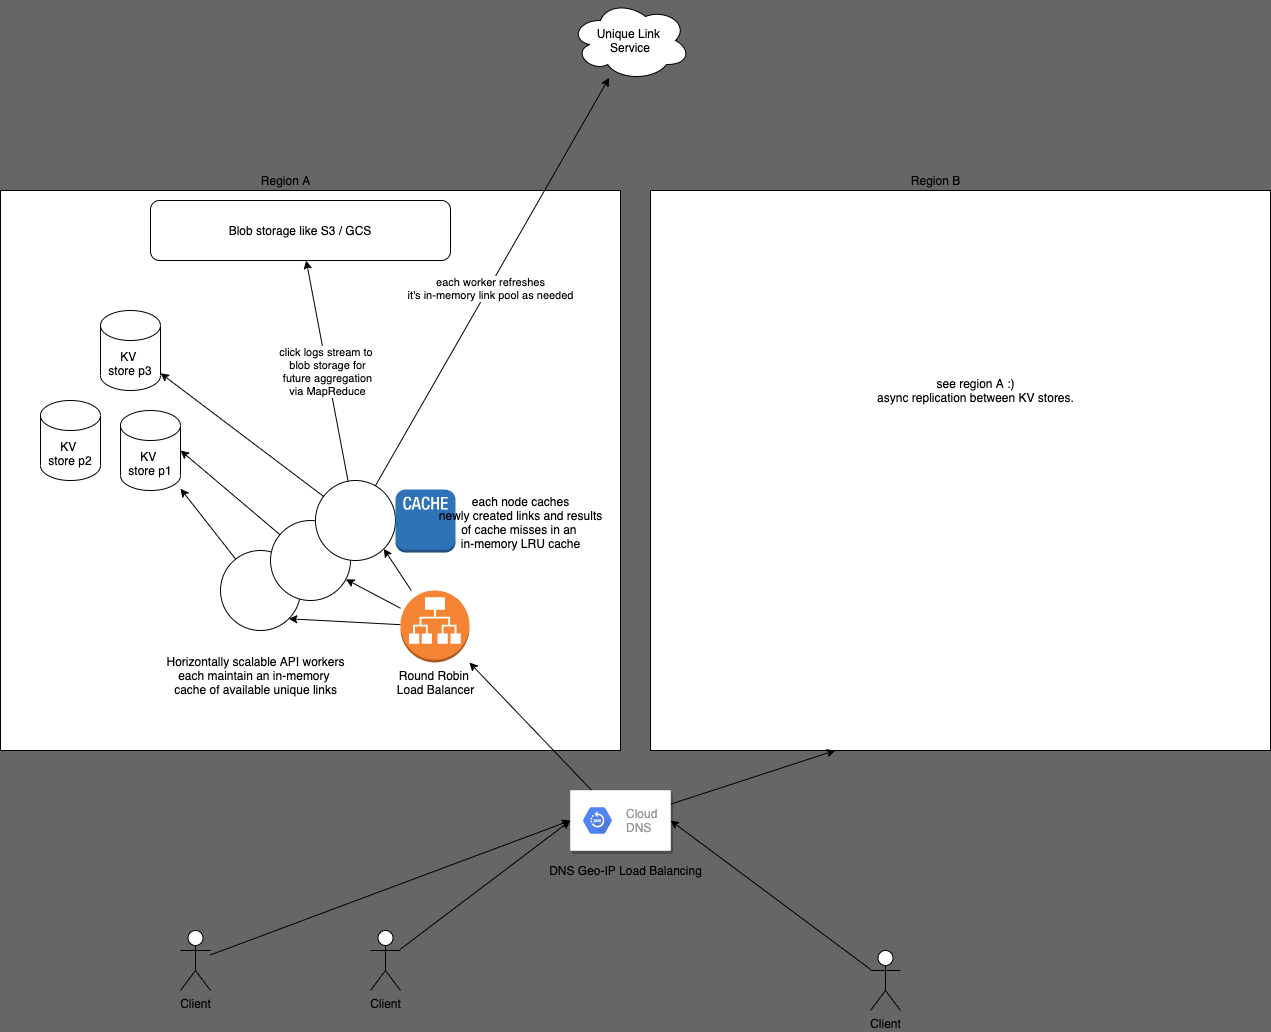 Unique Link
Service
Region A
Region B
Blob storage like S3 / GCS
each worker refreshes
it's in-memory link pool as needed
KV
store p3
click logs stream to
blob storage for
future aggregation
via MapReduce
see region A :)
async replication between KV stores.
KV
store p2
KV
store p1
CACHE
each node caches
newly created links and results
of cache misses in an
in-memory LRU cache
Horizontally scalable API workers
each maintain an in-memory
cache of available unique links
Round Robin
Load Balancer
DNS
Cloud
DNS
DNS Geo-IP Load Balancing
Client
Client
Client